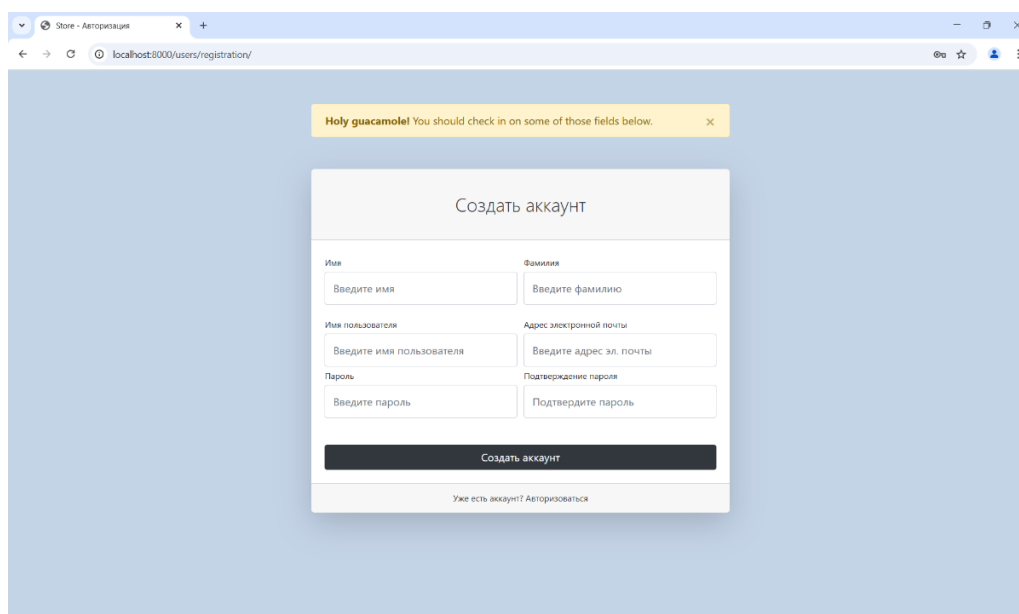 Store - Авторизация
localhost:8000/users/registration/
Holy guacamole! You should check in on some of those fields below.
Создать аккаунт
Имя Фамилия
Введите имя Введите фамилию
Имя пользователя Адрес электронной почты
Введите имя пользователя Введите адрес эл. почты
Пароль Подтверждение пароля
Введите пароль Подтвердите пароль
Создать аккаунт
Уже есть аккаунт? Авторизоваться